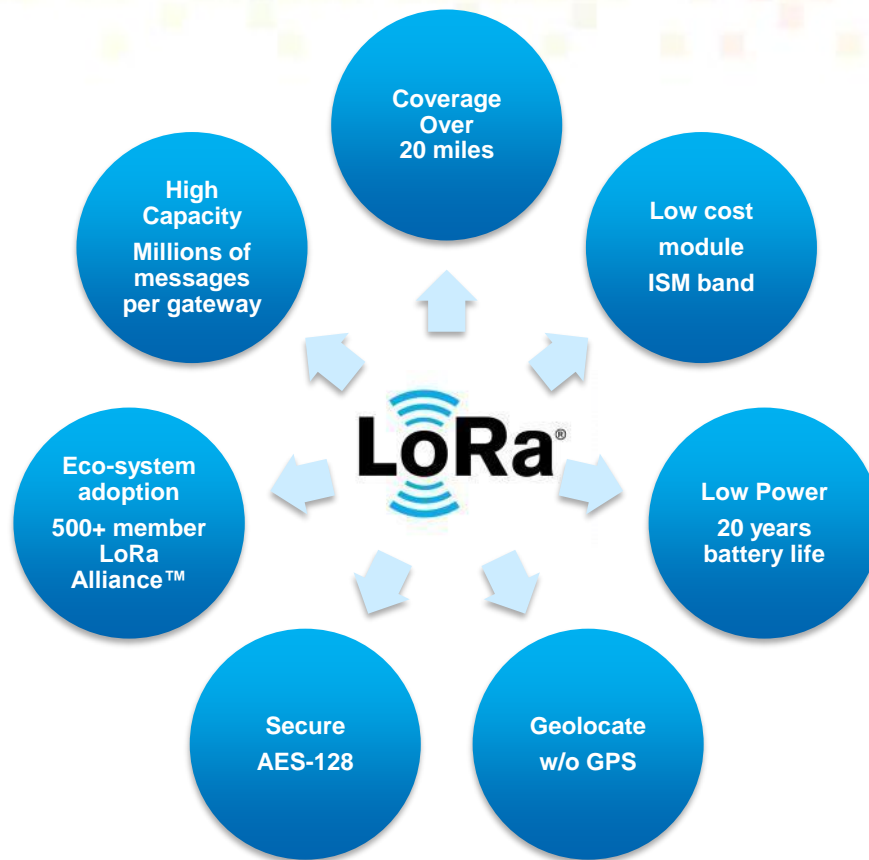 Coverage
Over
20 miles
High
Capacity
Millions of
messages
per gateway
Low cost
module
ISM band
LoRa®
Eco-system
adoption
500+ member
LoRa
Alliance™
Low Power
20 years
battery life
Secure
AES-128
Geolocate
w/o GPS